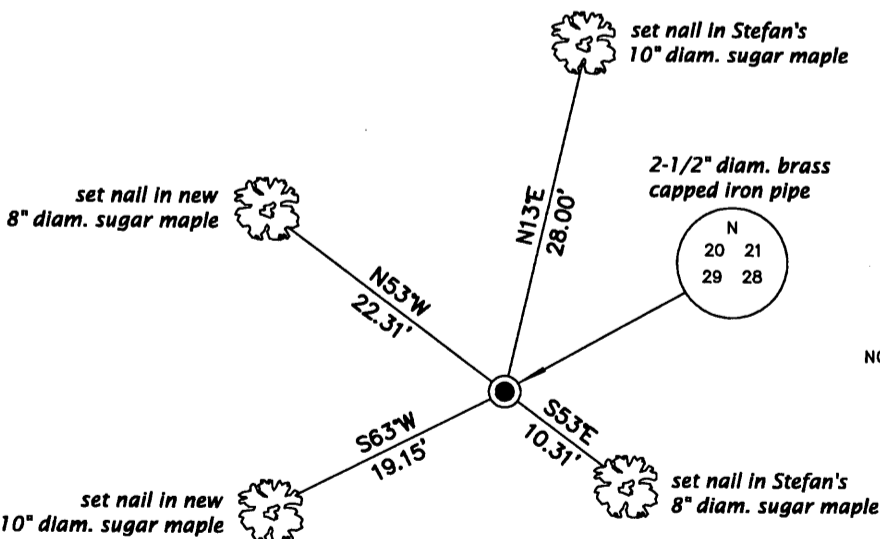 set nail in Stefan's
10" diam. sugar maple
2-1/2" diam. brass
capped iron pipe
N
20 21
29 28
set nail in new
8" diam. sugar maple
N13°E
28.00'
N53°W
22.31'
S63°W
19.15'
S53°E
10.31'
set nail in Stefan's
8" diam. sugar maple
set nail in new
10" diam. sugar maple